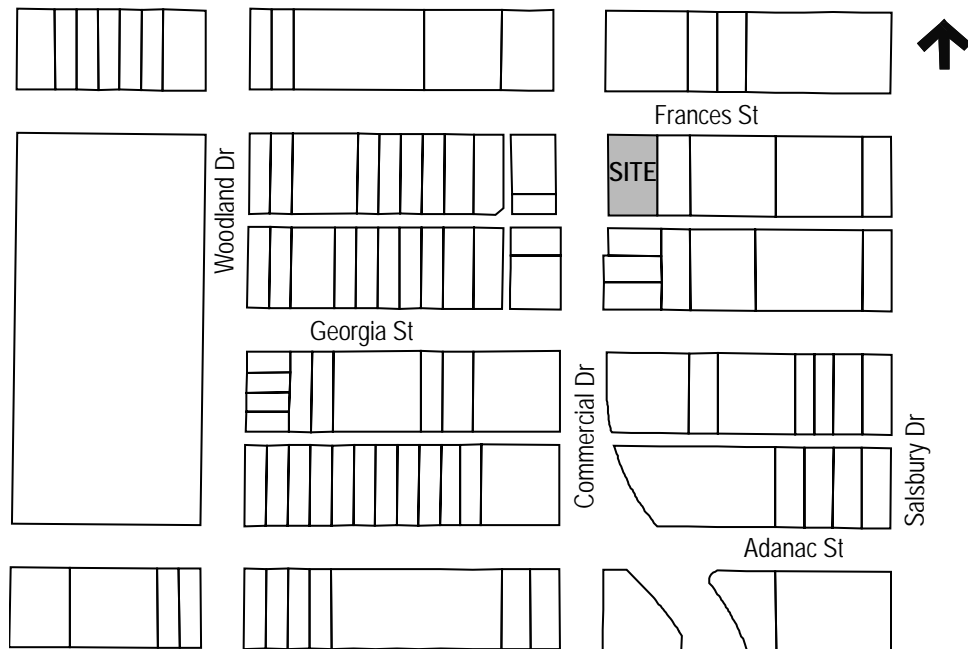 Frances St
SITE
Woodland Dr
Georgia St
Commercial Dr
Salsbury Dr
Adanac St